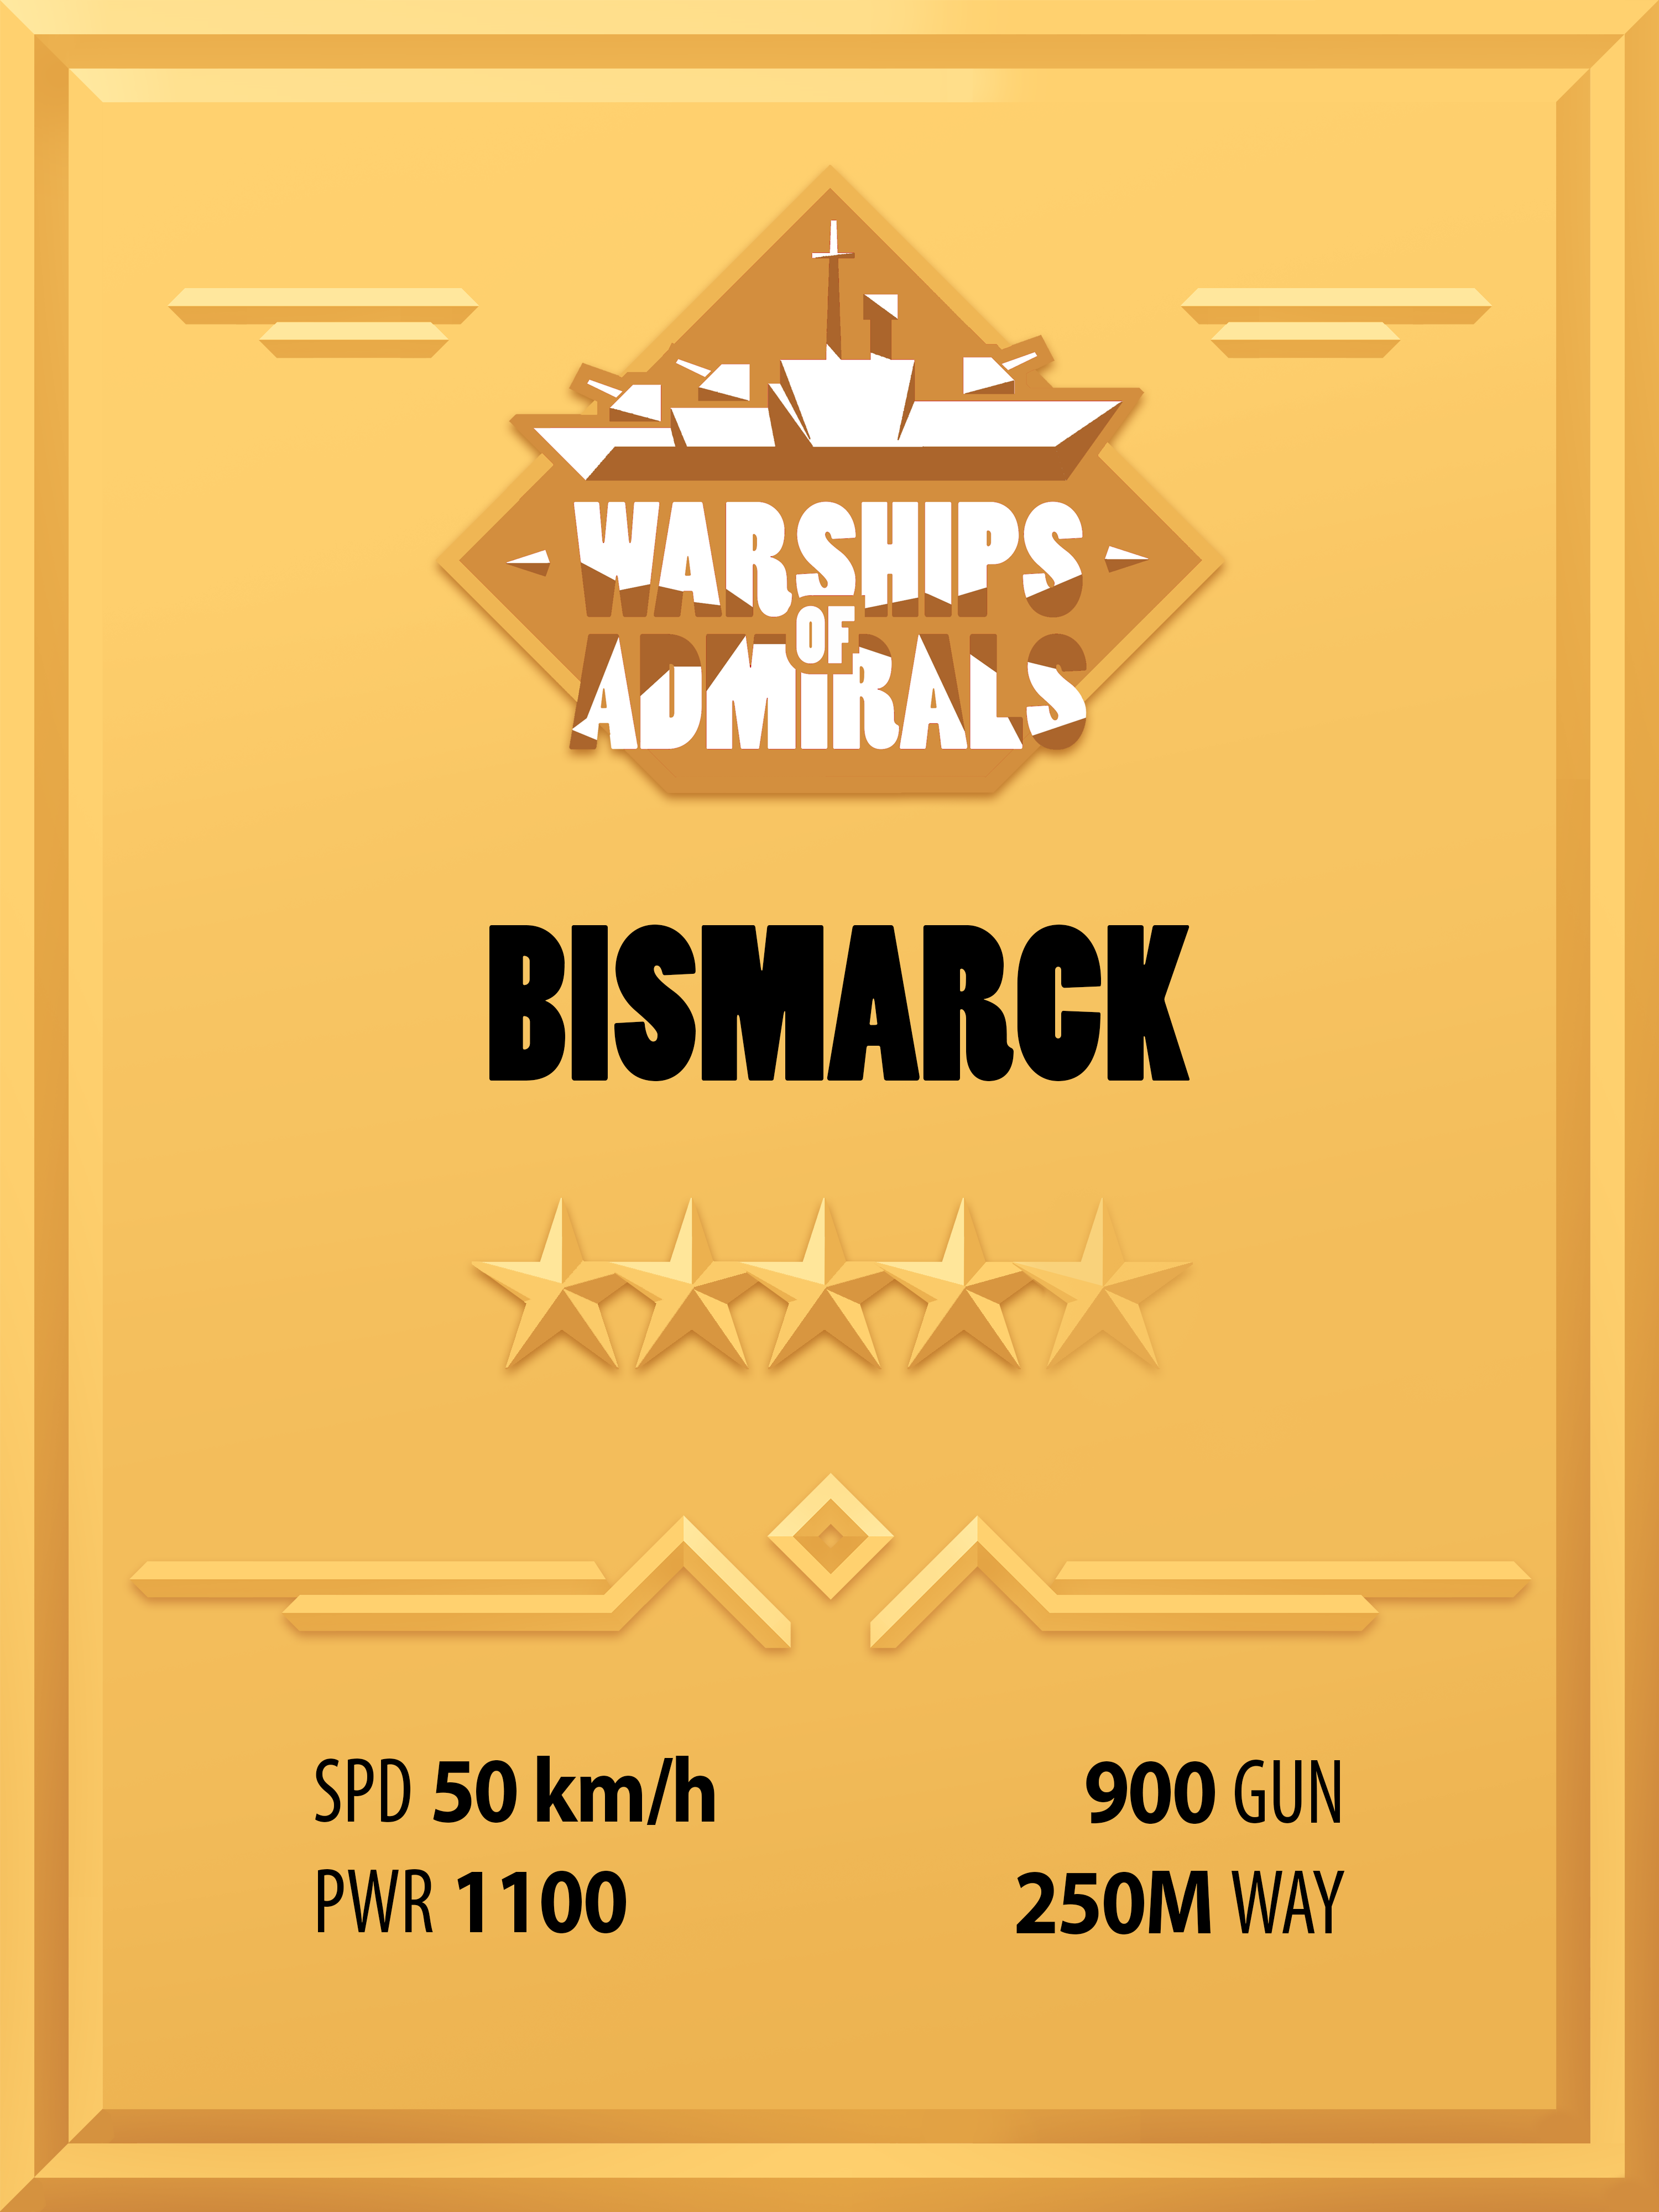 WARSHIPS
OF
ADMIRALS
BISMARCK
SPD 50 km/h
900 GUN
PWR 1100
250M WAY